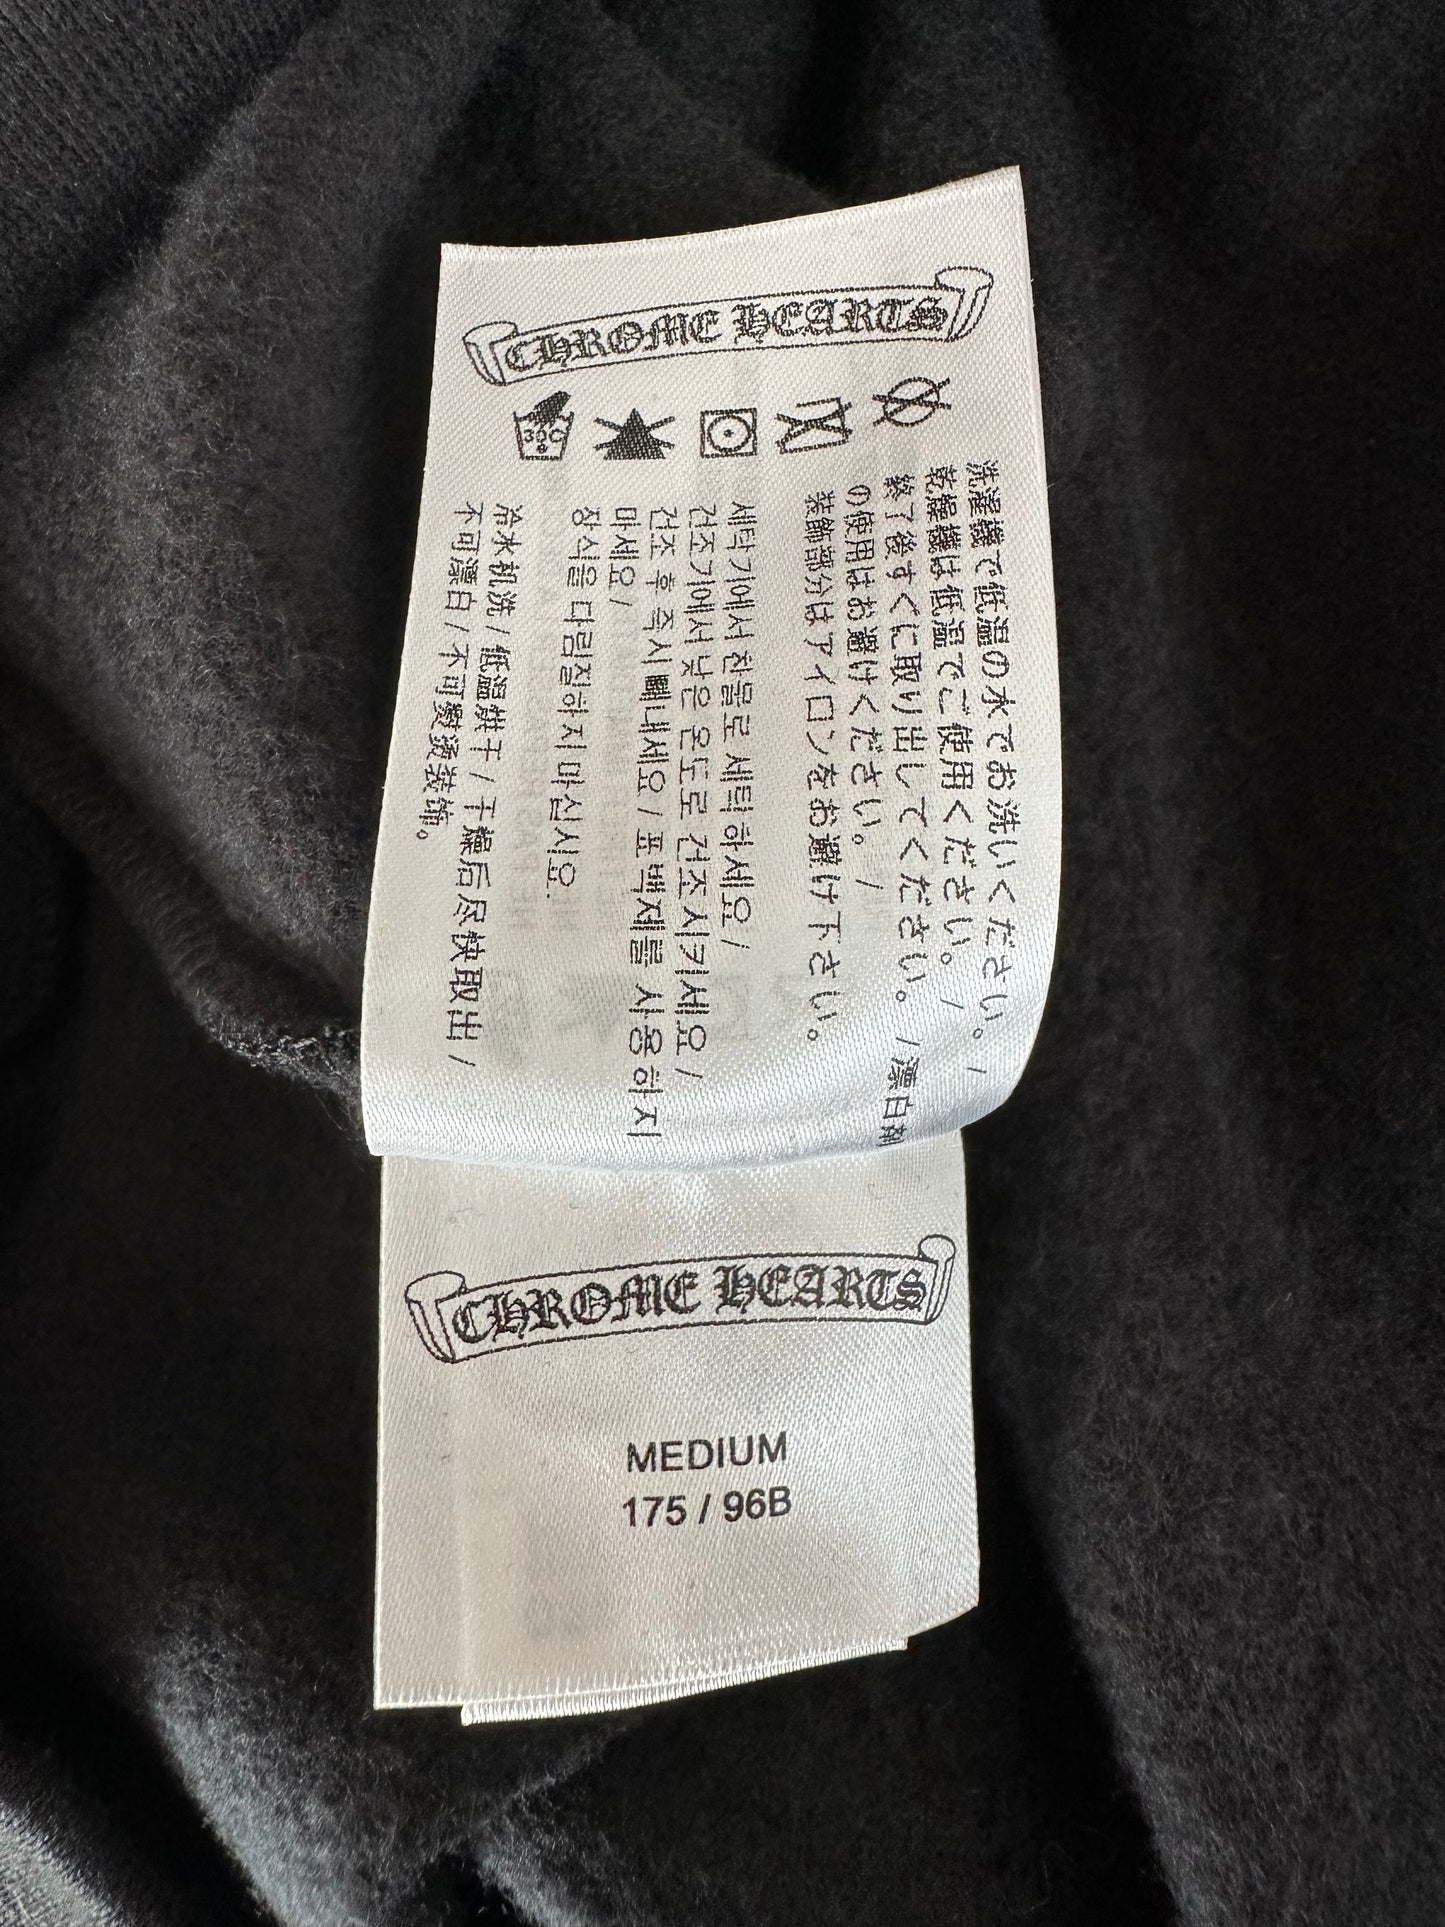 CHROME HEARTS
30C
洗濯機で低温の水でお洗いください。/
乾燥機は低温でご使用ください。/
終了後すぐに取り出してください。/漂白剤
の使用はお避けください。/
装飾部分はアイロンをお避け下さい。
세탁기에서 찬물로 세탁하세요/
건조기에서 낮은 온도로 건조시키세요/
건조 후 즉시 빼내세요/표백제를 사용하지
마세요/
장식을 다림질하지 마십시요.
冷水机洗/低温烘干/干燥后尽快取出/
不可漂白/不可熨烫装饰。
CHROME HEARTS
MEDIUM
175 / 96B